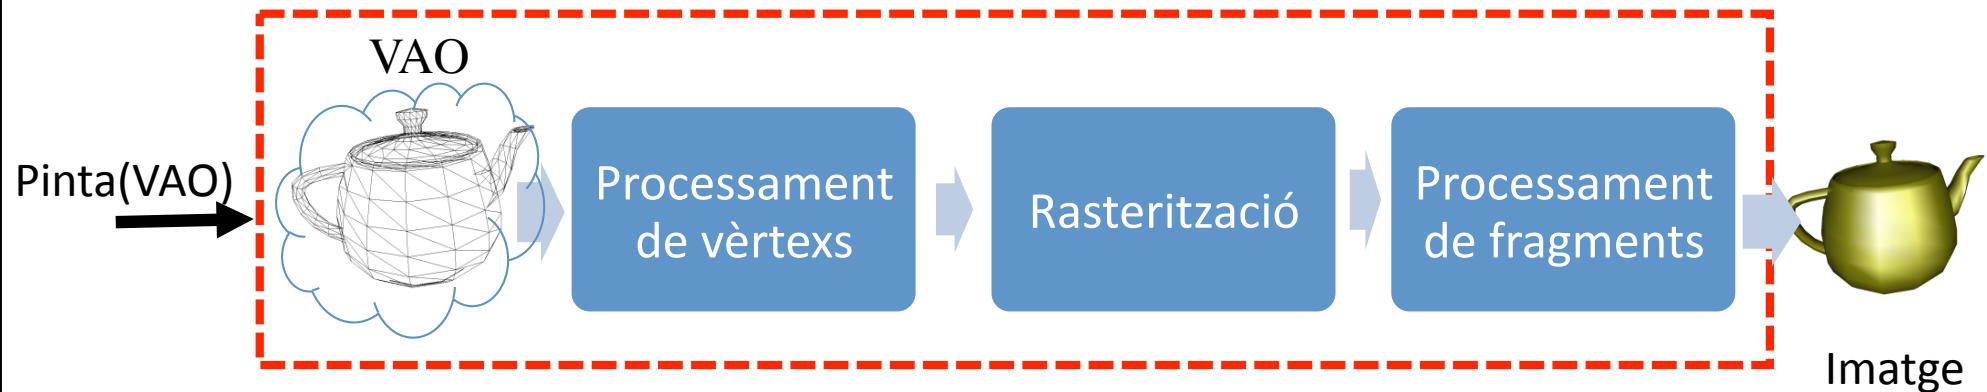 VAO
Pinta(VAO)
Processament
de vèrtexs
Rasterització
Processament
de fragments
Imatge